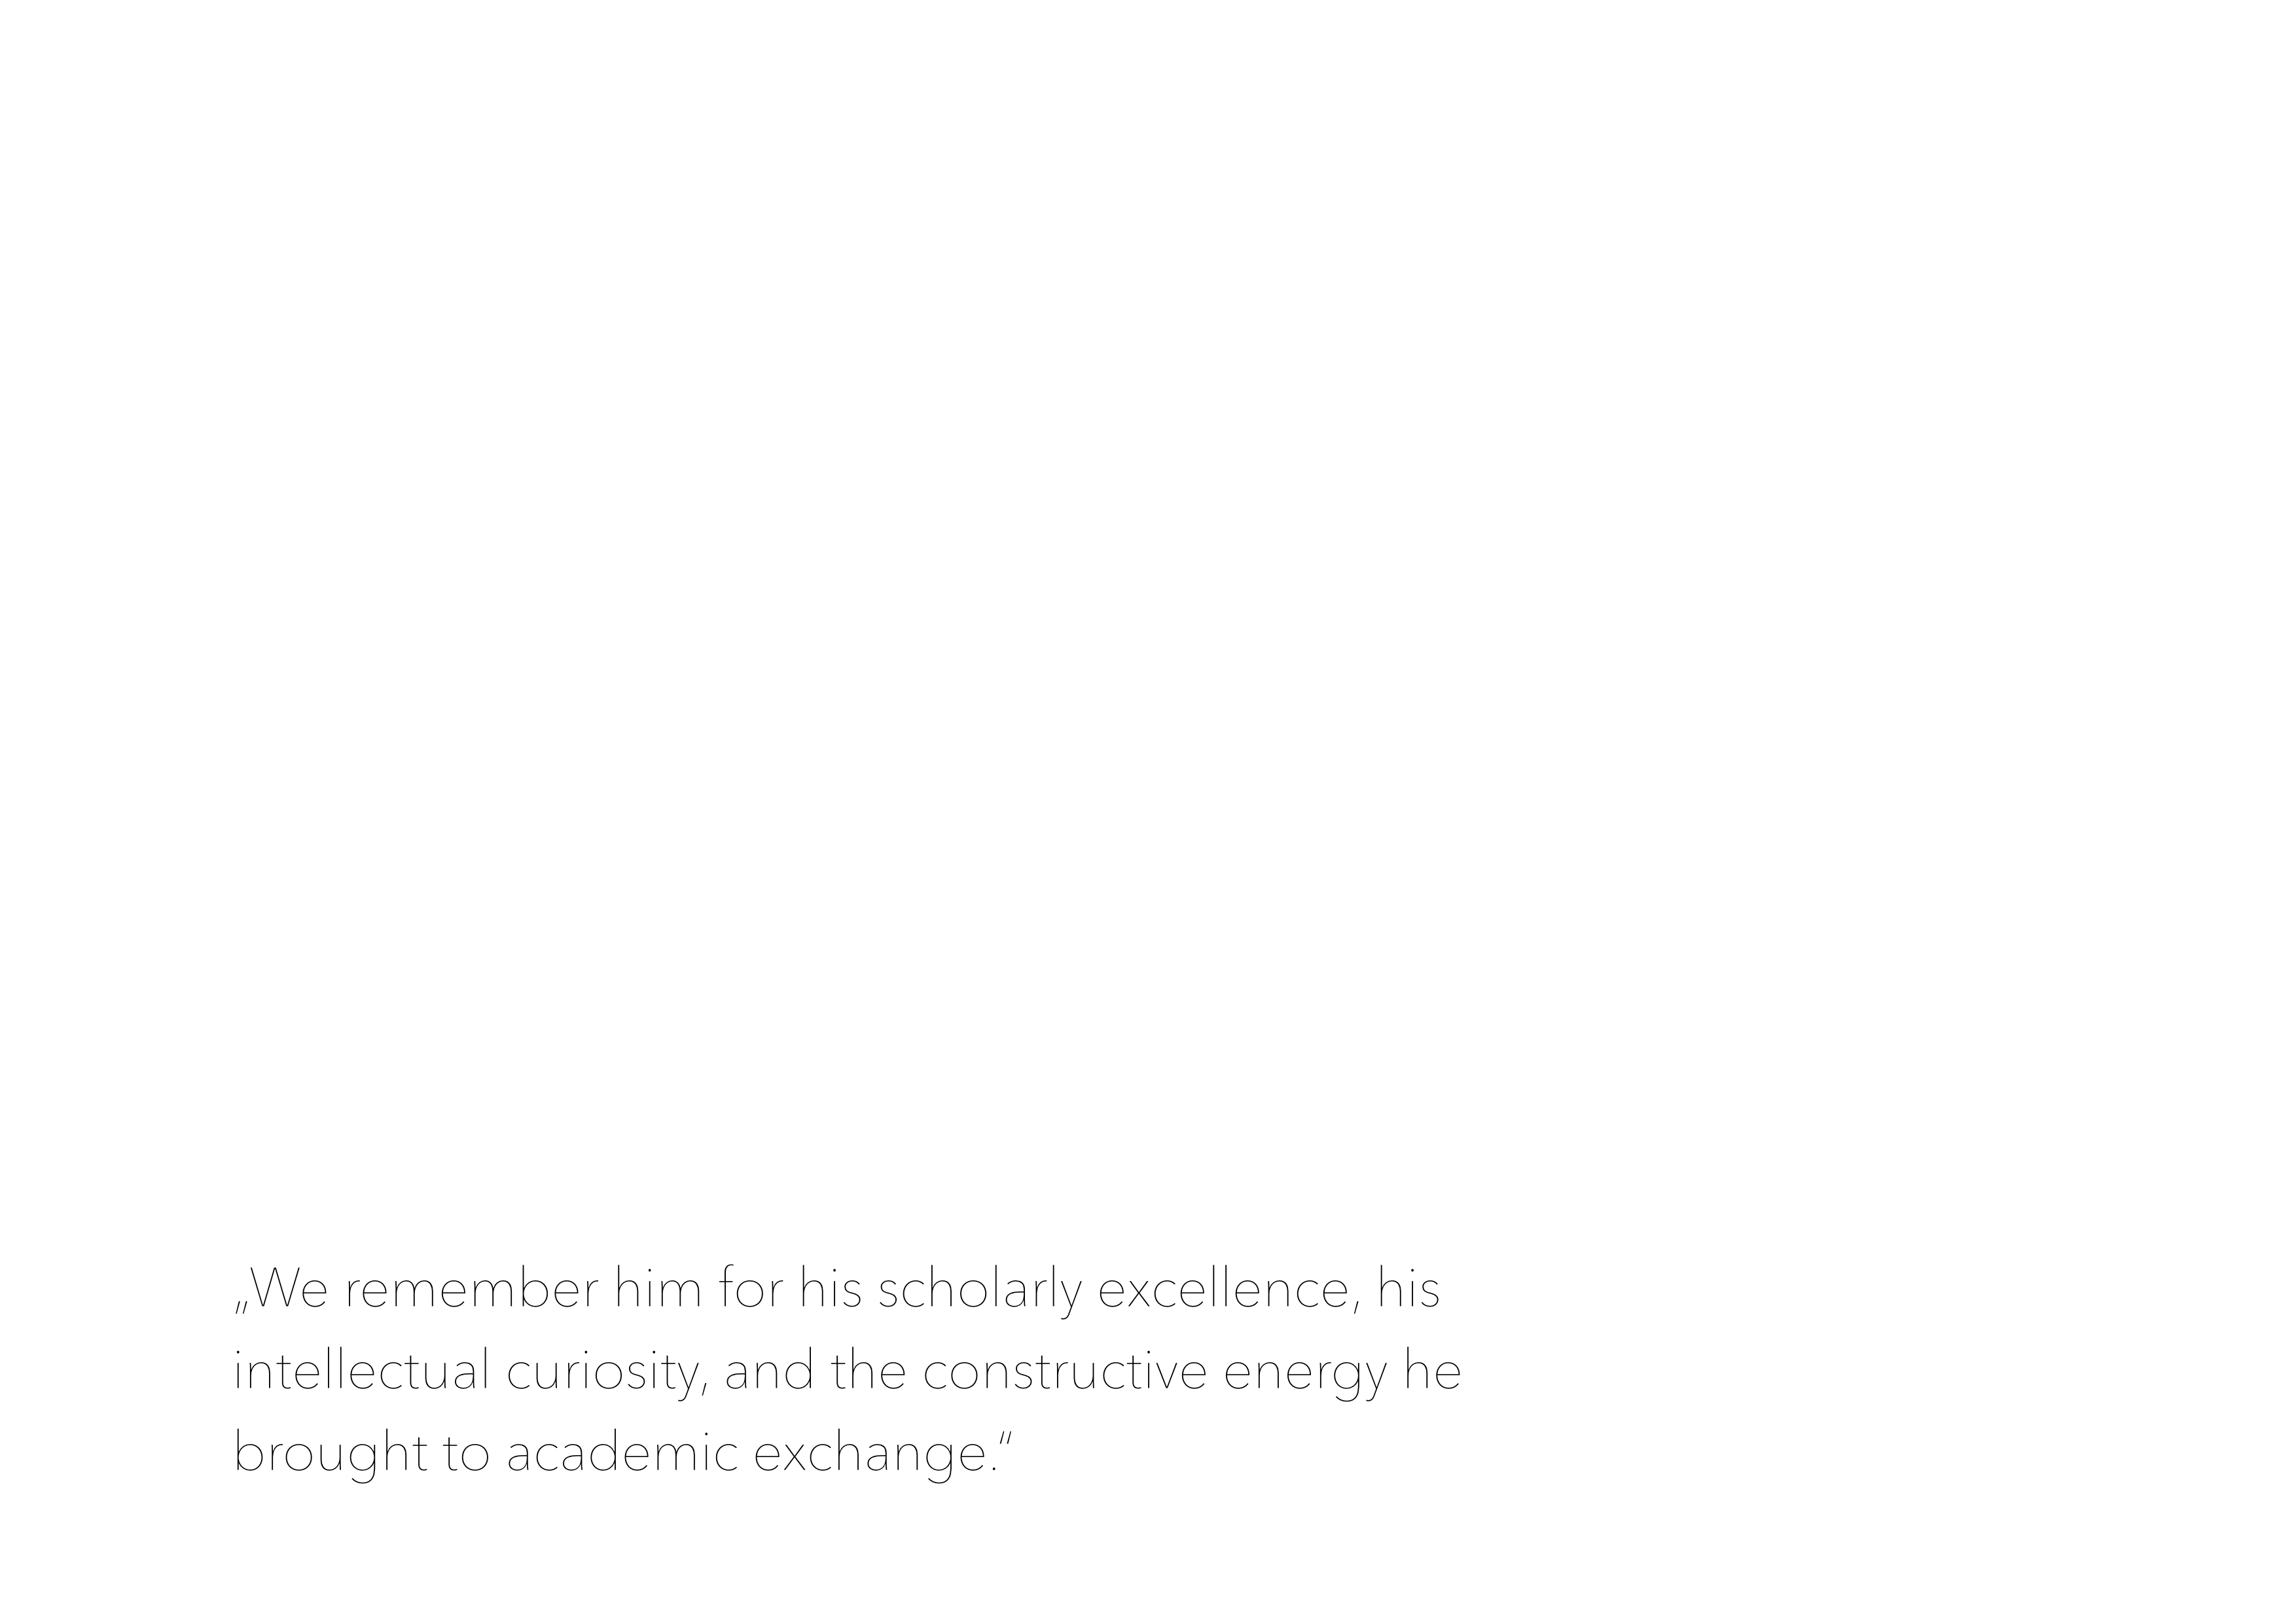 „We remember him for his scholarly excellence, his
intellectual curiosity, and the constructive energy he
brought to academic exchange.“